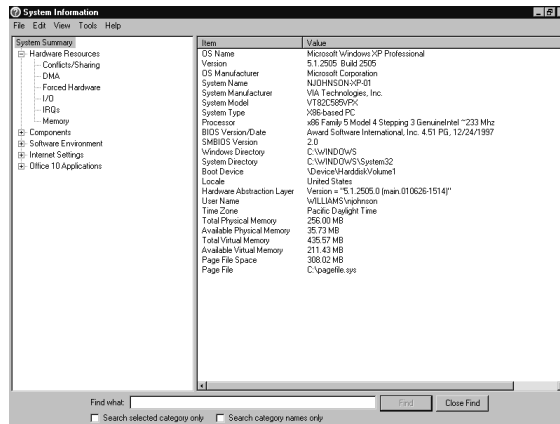 System Information
File Edit View Tools Help
System Summary
Hardware Resources
Conflicts/Sharing
DMA
Forced Hardware
I/O
IRQs
Memory
Components
Software Environment
Internet Settings
Office 10 Applications
Item Value
OS Name Microsoft Windows XP Professional
Version 5.1.2505 Build 2505
OS Manufacturer Microsoft Corporation
System Name NJOHNSON-XP-01
System Manufacturer VIA Technologies, Inc.
System Model VT82C585VPX
System Type X86-based PC
Processor x86 Family 5 Model 4 Stepping 3 GenuineIntel ~233 Mhz
BIOS Version/Date Award Software International, Inc. 4.51 PG, 12/24/1997
SMBIOS Version 2.0
Windows Directory C:\WINDOWS
System Directory C:\WINDOWS\System32
Boot Device \Device\HarddiskVolume1
Locale United States
Hardware Abstraction Layer Version = "5.1.2505.0 (main.010626-1514)"
User Name WILLIAMS\njohnson
Time Zone Pacific Daylight Time
Total Physical Memory 256.00 MB
Available Physical Memory 35.73 MB
Total Virtual Memory 435.57 MB
Available Virtual Memory 211.43 MB
Page File Space 308.02 MB
Page File C:\pagefile.sys
Find what: Find Close Find
Search selected category only Search category names only